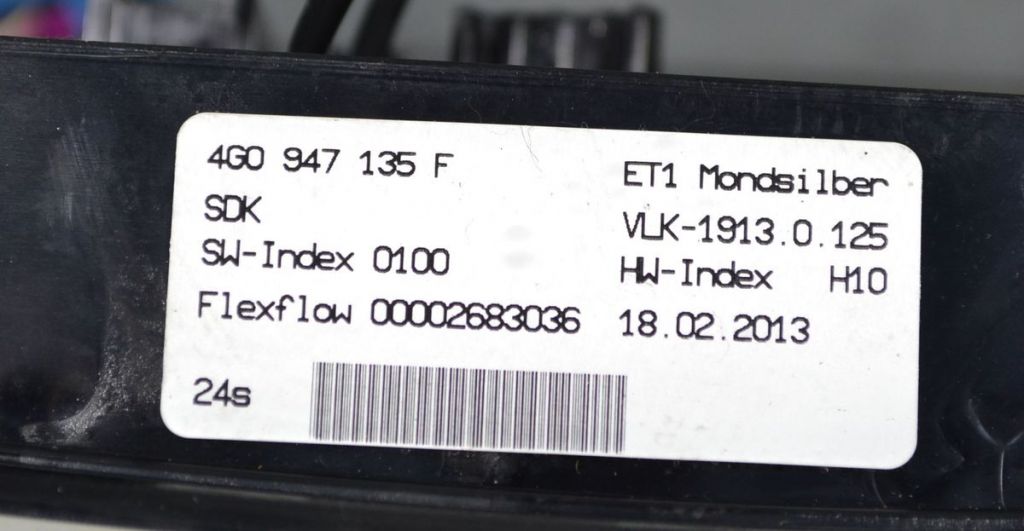 4G0 947 135 F
ET1 Mondsilber
SDK
VLK-1913.0.125
SW-Index 0100
HW-Index H10
Flexflow 00002683036
18.02.2013
24s